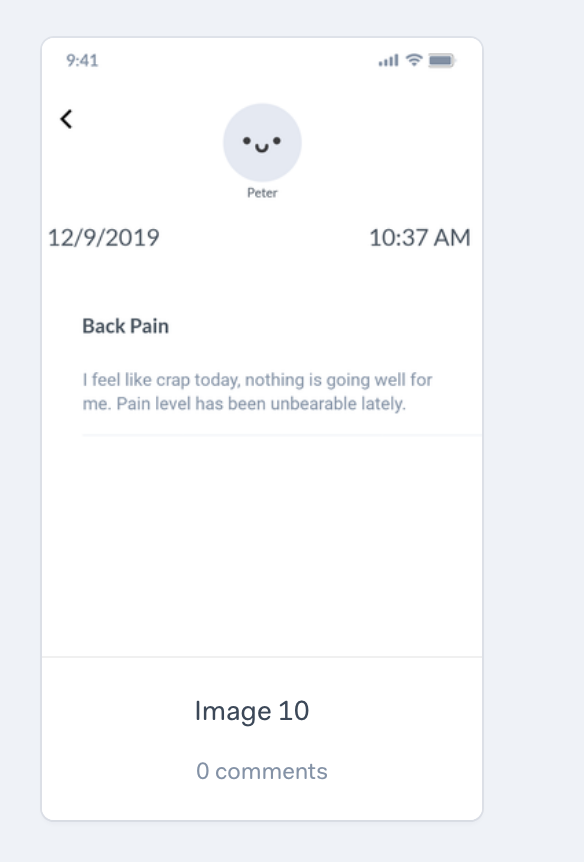 9:41
Peter
12/9/2019 10:37 AM
Back Pain
I feel like crap today, nothing is going well for
me. Pain level has been unbearable lately.
Image 10
0 comments